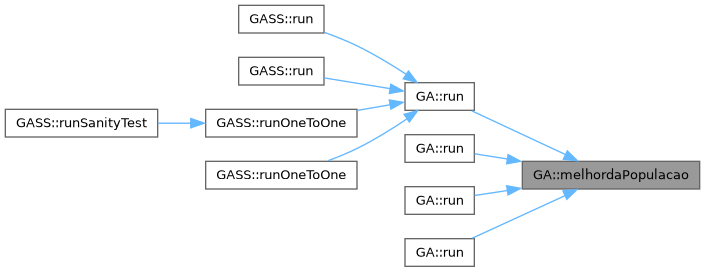 GASS::run
GASS::run
GA::run
GASS::runSanityTest
GASS::runOneToOne
GA::run
GASS::runOneToOne
GA::melhordaPopulacao
GA::run
GA::run